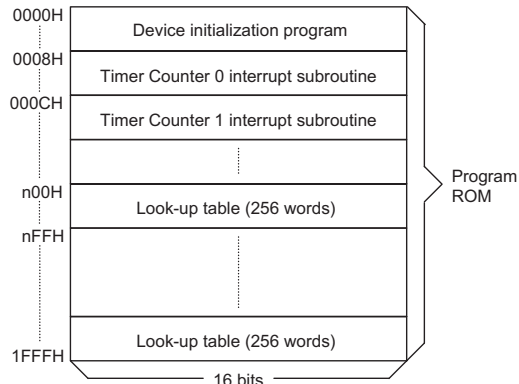 0000H
Device initialization program
0008H
Timer Counter 0 interrupt subroutine
000CH
Timer Counter 1 interrupt subroutine
n00H
Look-up table (256 words)
nFFH
Program
ROM
Look-up table (256 words)
1FFFH
16 bits